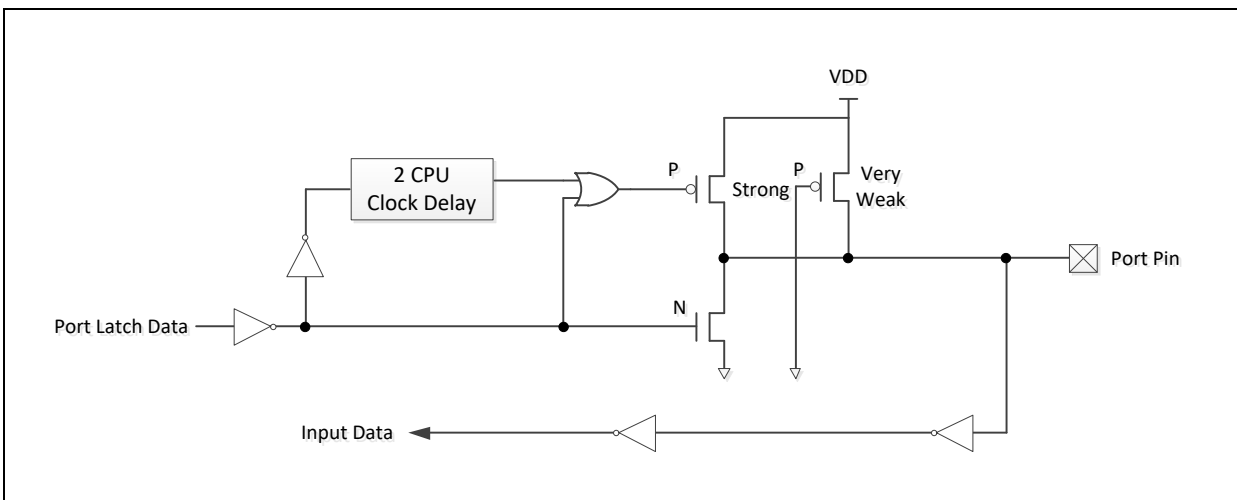 VDD
2 CPU
Clock Delay
P
Strong
P
Very
Weak
Port Pin
N
Port Latch Data
Input Data